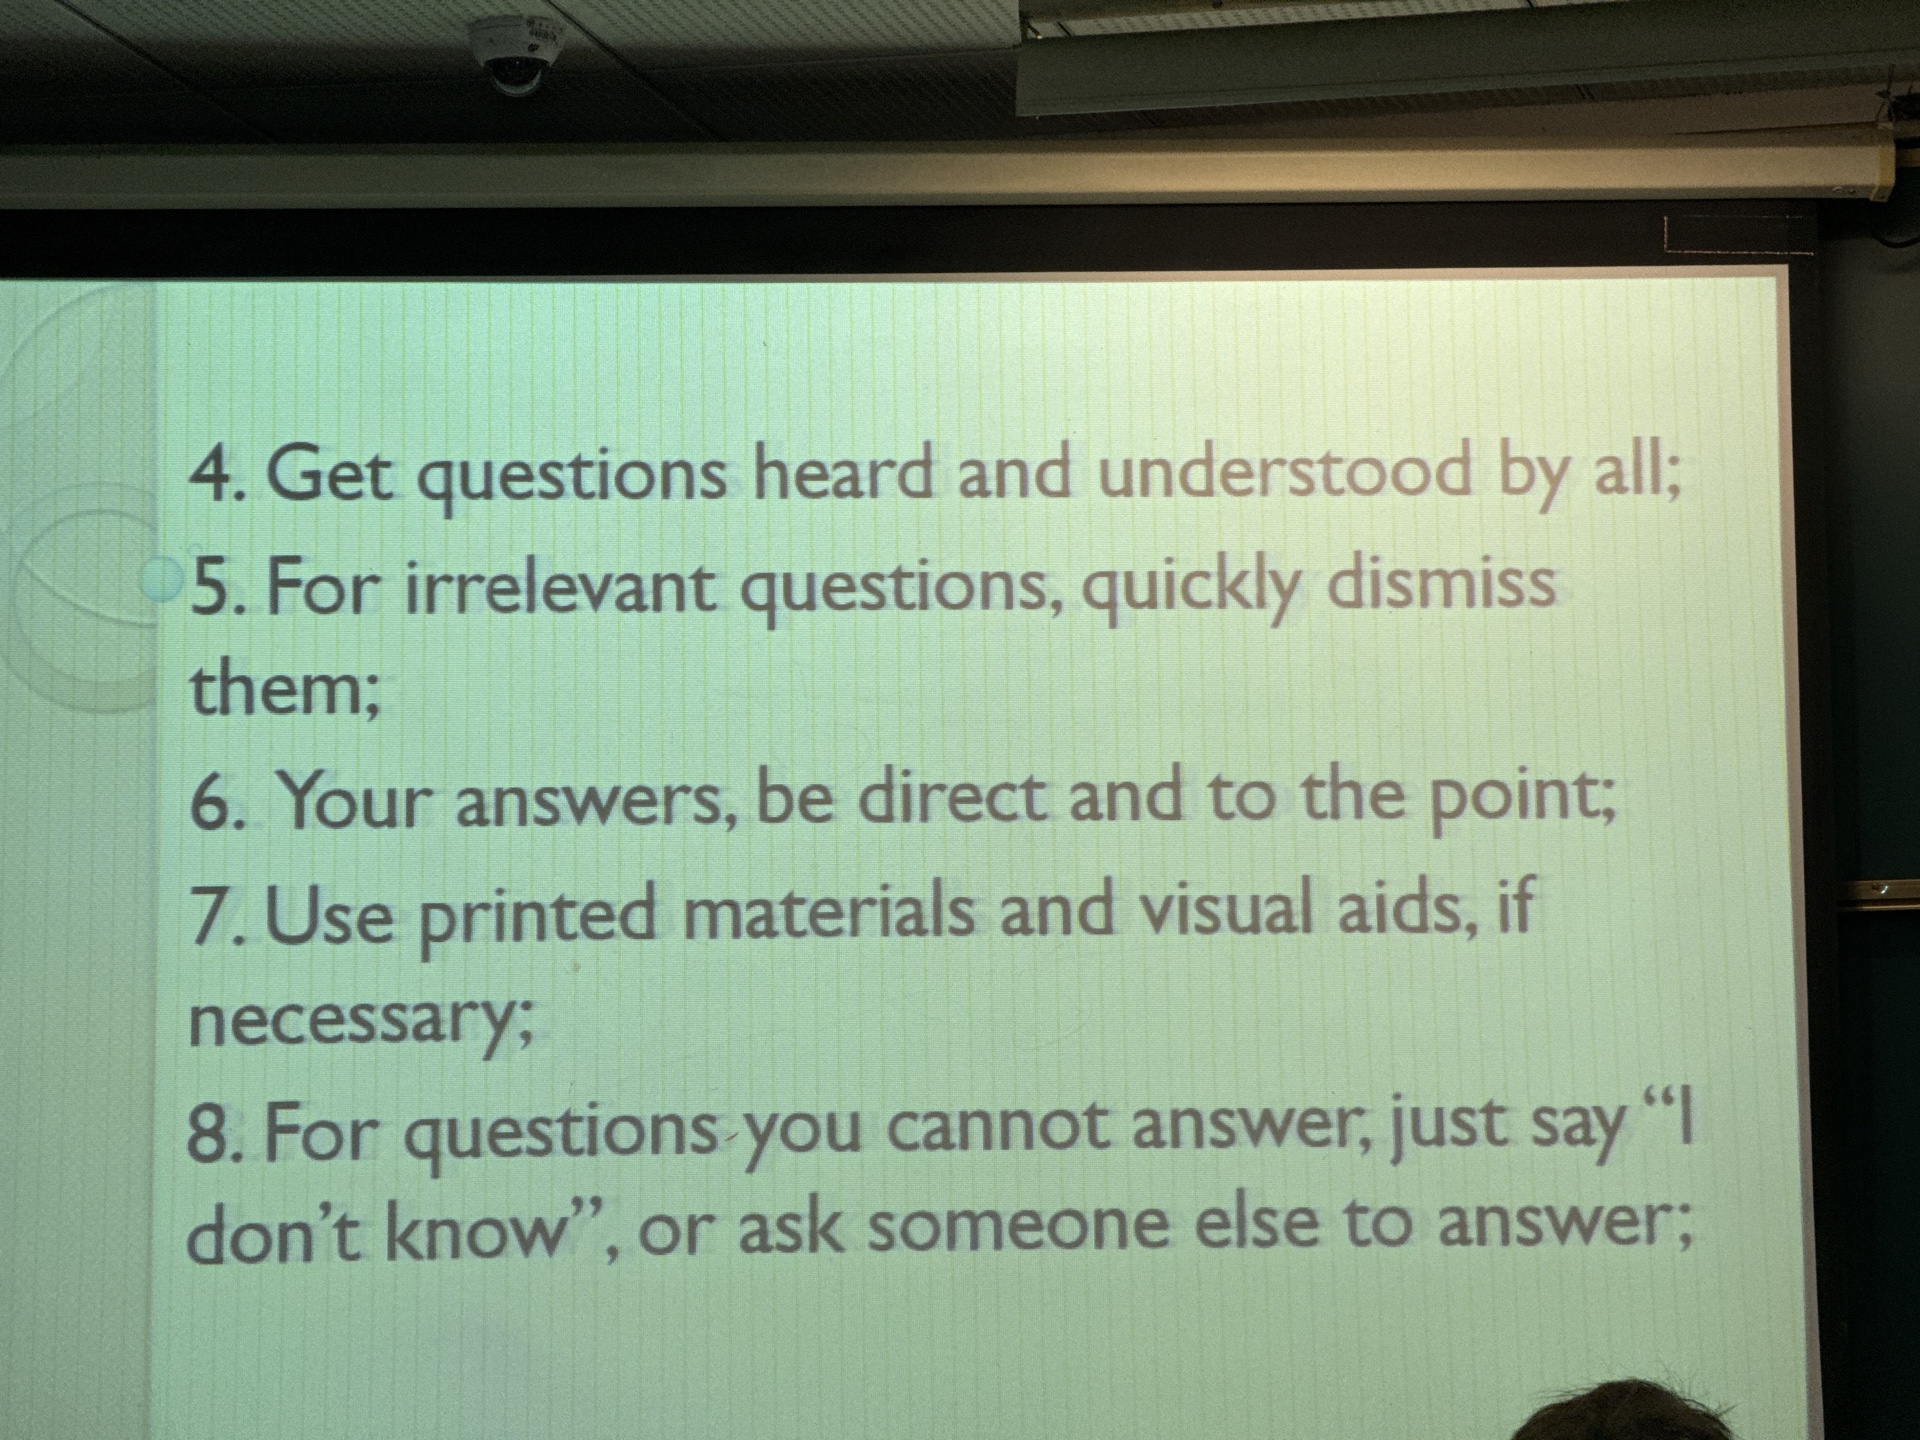 4. Get questions heard and understood by all;
5. For irrelevant questions, quickly dismiss
them;
6. Your answers, be direct and to the point;
7. Use printed materials and visual aids, if
necessary;
8. For questions you cannot answer, just say “I
don’t know”, or ask someone else to answer;